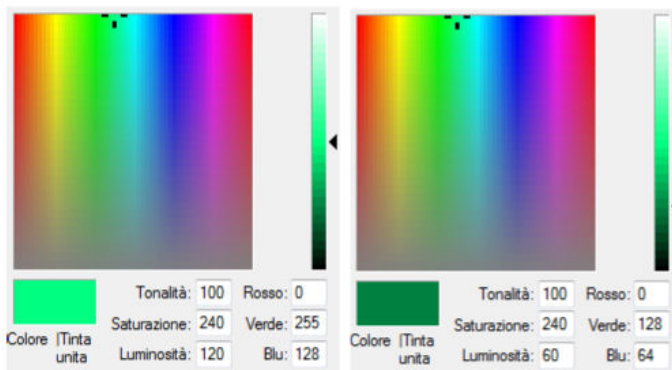 Tonalità: 100 Rosso: 0
Saturazione: 240 Verde: 255
Colore |Tinta unita
Luminosità: 120 Blu: 128
Tonalità: 100 Rosso: 0
Saturazione: 240 Verde: 128
Colore |Tinta unita
Luminosità: 60 Blu: 64